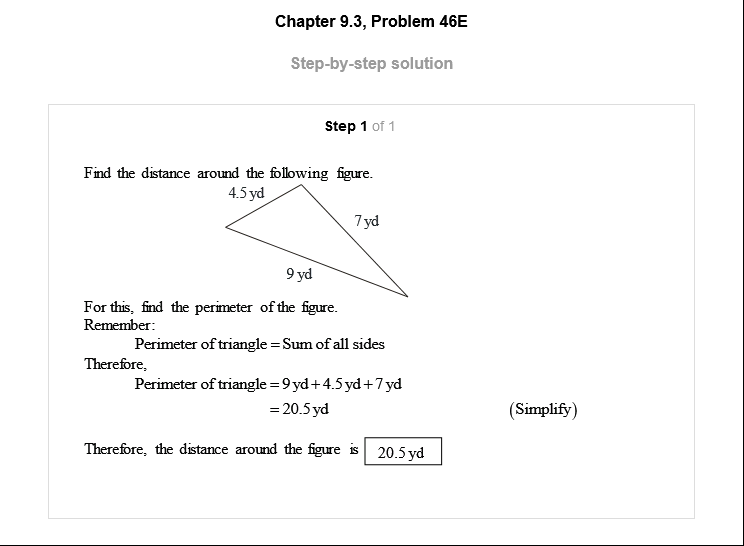 Chapter 9.3, Problem 46E
Step-by-step solution
Step 1 of 1
Find the distance around the following figure.
4.5 yd
7 yd
9 yd
For this, find the perimeter of the figure.
Remember:
Perimeter of triangle = Sum of all sides
Therefore,
Perimeter of triangle = 9 yd + 4.5 yd + 7 yd
= 20.5 yd (Simplify)
Therefore, the distance around the figure is 20.5 yd